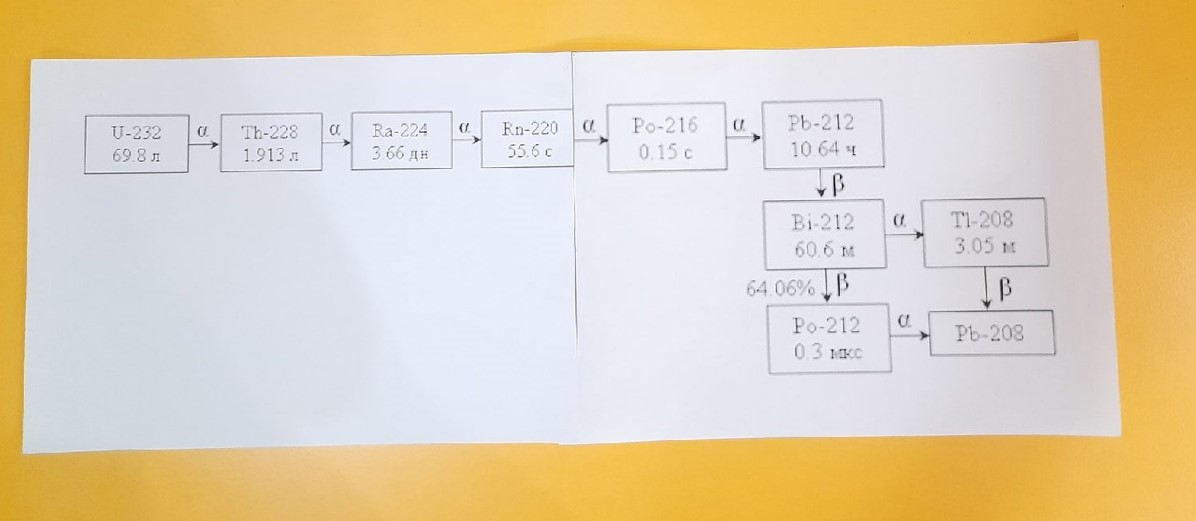 U-232
69.8 л
α
Th-228
1.913 л
α
Ra-224
3.66 дн
α
Rn-220
55.6 с
α
Po-216
0.15 с
α
Pb-212
10.64 ч
β
Bi-212
60.6 м
α
Tl-208
3.05 м
64.06% β
β
Po-212
0.3 мкс
α
Pb-208